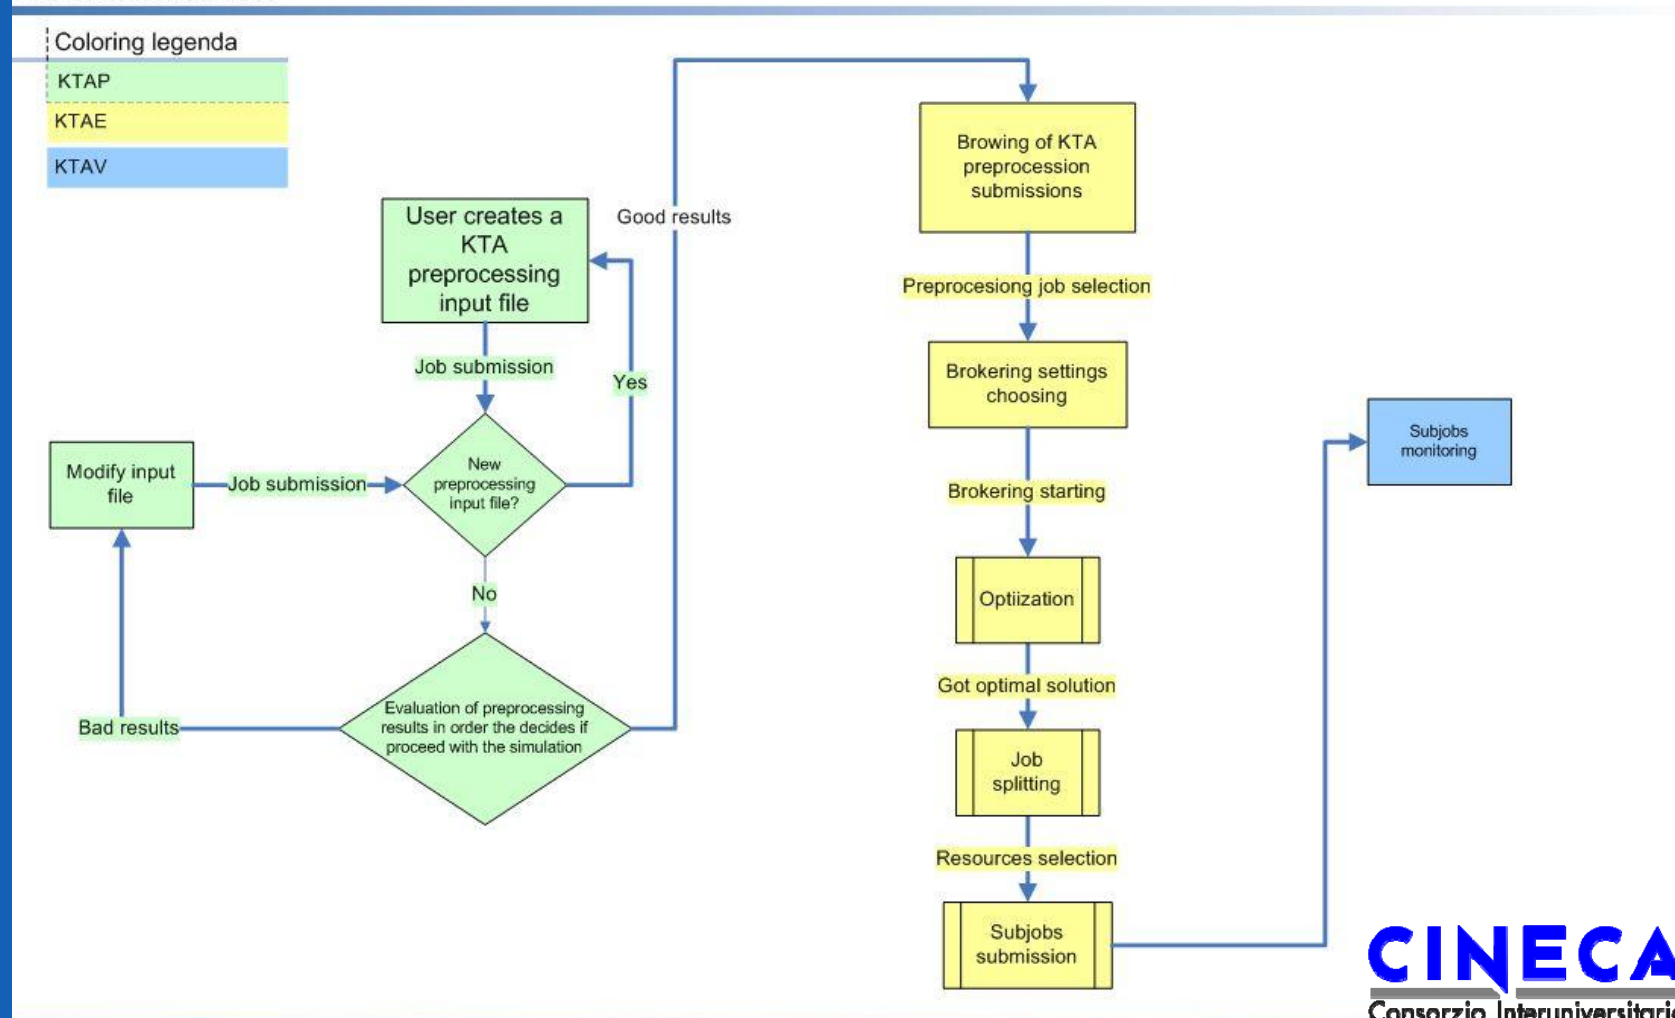 Coloring legenda
KTAP
KTAE
KTAV
User creates a
KTA
preprocessing
input file
Job submission
Yes
Good results
Modify input
file
Job submission
New
preprocessing
input file?
No
Bad results
Evaluation of preprocessing
results in order the decides if
proceed with the simulation
Browing of KTA
preprocession
submissions
Preprocesiong job selection
Brokering settings
choosing
Brokering starting
Optiization
Got optimal solution
Job
splitting
Resources selection
Subjobs
submission
Subjobs
monitoring
CINECA
Consorzio Interuniversitario